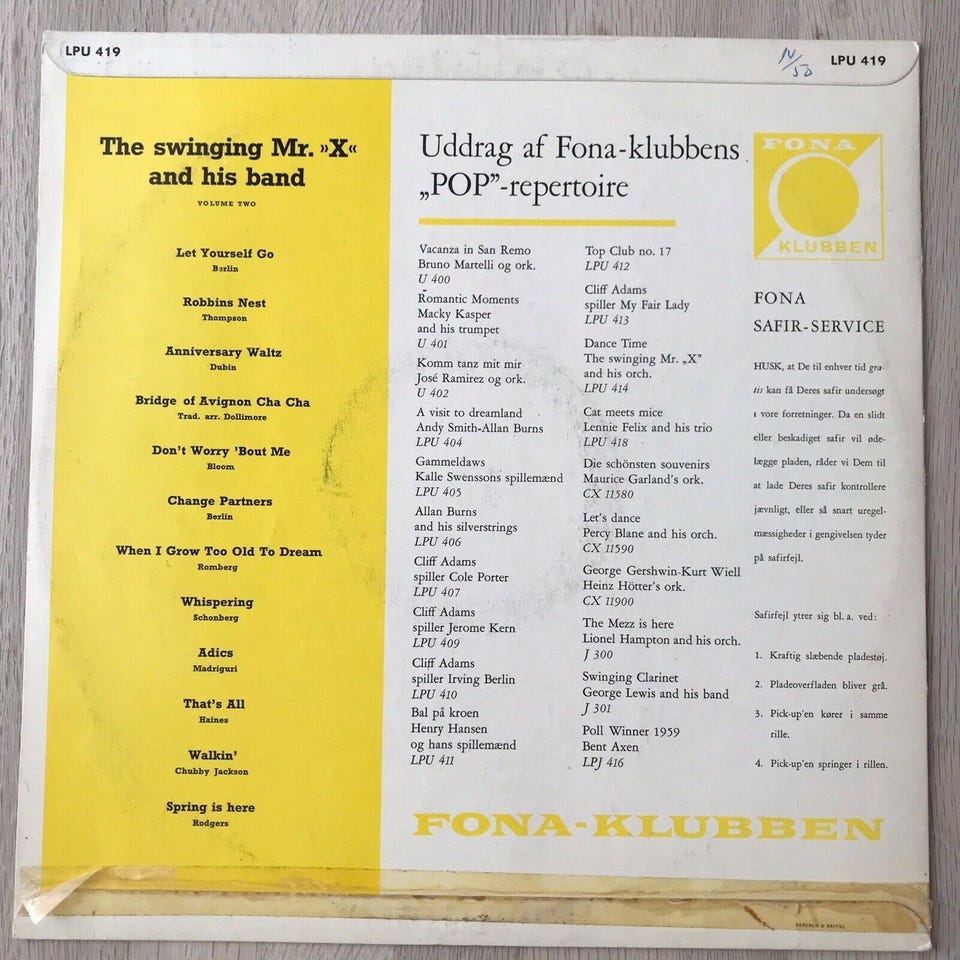 LPU 419
LPU 419
The swinging Mr. »X«
and his band
VOLUME TWO
Let Yourself Go
Berlin
Robbins Nest
Thompson
Anniversary Waltz
Dubin
Bridge of Avignon Cha Cha
Trad. arr. Dollimore
Don't Worry 'Bout Me
Bloom
Change Partners
Berlin
When I Grow Too Old To Dream
Romberg
Whispering
Schonberg
Adics
Madriguri
That's All
Haines
Walkin'
Chubby Jackson
Spring is here
Rodgers
Uddrag af Fona-klubbens
„POP”-repertoire
Vacanza in San Remo
Bruno Martelli og ork.
U 400
Romantic Moments
Macky Kasper
and his trumpet
U 401
Komm tanz mit mir
José Ramirez og ork.
U 402
A visit to dreamland
Andy Smith-Allan Burns
LPU 404
Gammeldaws
Kalle Swenssons spillemænd
LPU 405
Allan Burns
and his silverstrings
LPU 406
Cliff Adams
spiller Cole Porter
LPU 407
Cliff Adams
spiller Jerome Kern
LPU 409
Cliff Adams
spiller Irving Berlin
LPU 410
Bal på kroen
Henry Hansen
og hans spillemænd
LPU 411
Top Club no. 17
LPU 412
Cliff Adams
spiller My Fair Lady
LPU 413
Dance Time
The swinging Mr. „X”
and his orch.
LPU 414
Cat meets mice
Lennie Felix and his trio
LPU 418
Die schönsten souvenirs
Maurice Garland's ork.
CX 11580
Let's dance
Percy Blane and his orch.
CX 11590
George Gershwin-Kurt Wiell
Heinz Hötter's ork.
CX 11900
The Mezz is here
Lionel Hampton and his orch.
J 300
Swinging Clarinet
George Lewis and his band
J 301
Poll Winner 1959
Bent Axen
LPJ 416
FONA
KLUBBEN
FONA
SAFIR-SERVICE
HUSK, at De til enhver tid gra-
tis kan få Deres safir undersøgt
i vore forretninger. Da en slidt
eller beskadiget safir vil øde-
lægge pladen, råder vi Dem til
at lade Deres safir kontrollere
jævnligt, eller så snart uregel-
mæssigheder i gengivelsen tyder
på safirfejl.
Safirfejl ytrer sig bl. a. ved:
1. Kraftig slæbende pladestøj.
2. Pladeoverfladen bliver grå.
3. Pick-up'en kører i samme
rille.
4. Pick-up'en springer i rillen.
FONA-KLUBBEN